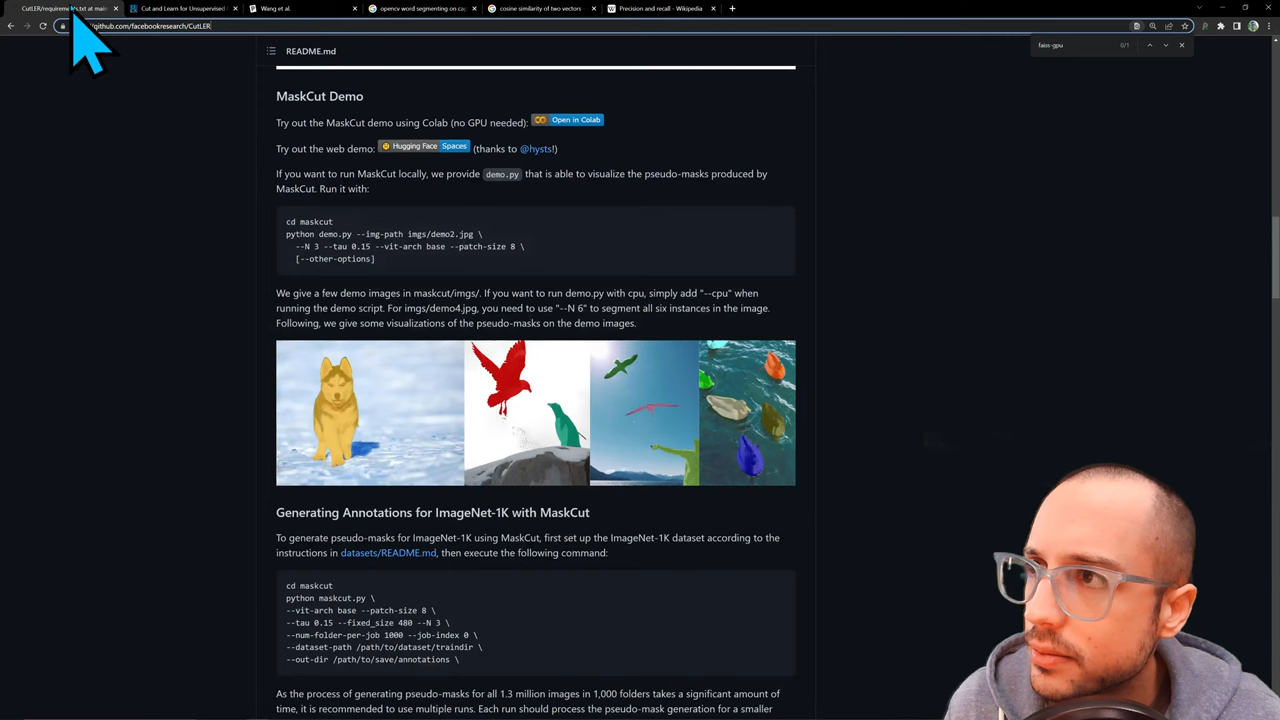 CutLER/requirements.txt at main
Cut and Learn for Unsupervised
Wang et al.
opencv word segmenting on cap
cosine similarity of two vectors -
Precision and recall - Wikipedia
github.com/facebookresearch/CutLER
faiss-gpu
0/1
README.md
MaskCut Demo
Try out the MaskCut demo using Colab (no GPU needed): Open in Colab
Try out the web demo: Hugging Face Spaces (thanks to @hysts!)
If you want to run MaskCut locally, we provide demo.py that is able to visualize the pseudo-masks produced by
MaskCut. Run it with:
cd maskcut
python demo.py --img-path imgs/demo2.jpg \
--N 3 --tau 0.15 --vit-arch base --patch-size 8 \
[--other-options]
We give a few demo images in maskcut/imgs/. If you want to run demo.py with cpu, simply add "--cpu" when
running the demo script. For imgs/demo4.jpg, you need to use "--N 6" to segment all six instances in the image.
Following, we give some visualizations of the pseudo-masks on the demo images.
Generating Annotations for ImageNet-1K with MaskCut
To generate pseudo-masks for ImageNet-1K using MaskCut, first set up the ImageNet-1K dataset according to the
instructions in datasets/README.md, then execute the following command:
cd maskcut
python maskcut.py \
--vit-arch base --patch-size 8 \
--tau 0.15 --fixed_size 480 --N 3 \
--num-folder-per-job 1000 --job-index 0 \
--dataset-path /path/to/dataset/traindir \
--out-dir /path/to/save/annotations \
As the process of generating pseudo-masks for all 1.3 million images in 1,000 folders takes a significant amount of
time, it is recommended to use multiple runs. Each run should process the pseudo-mask generation for a smaller